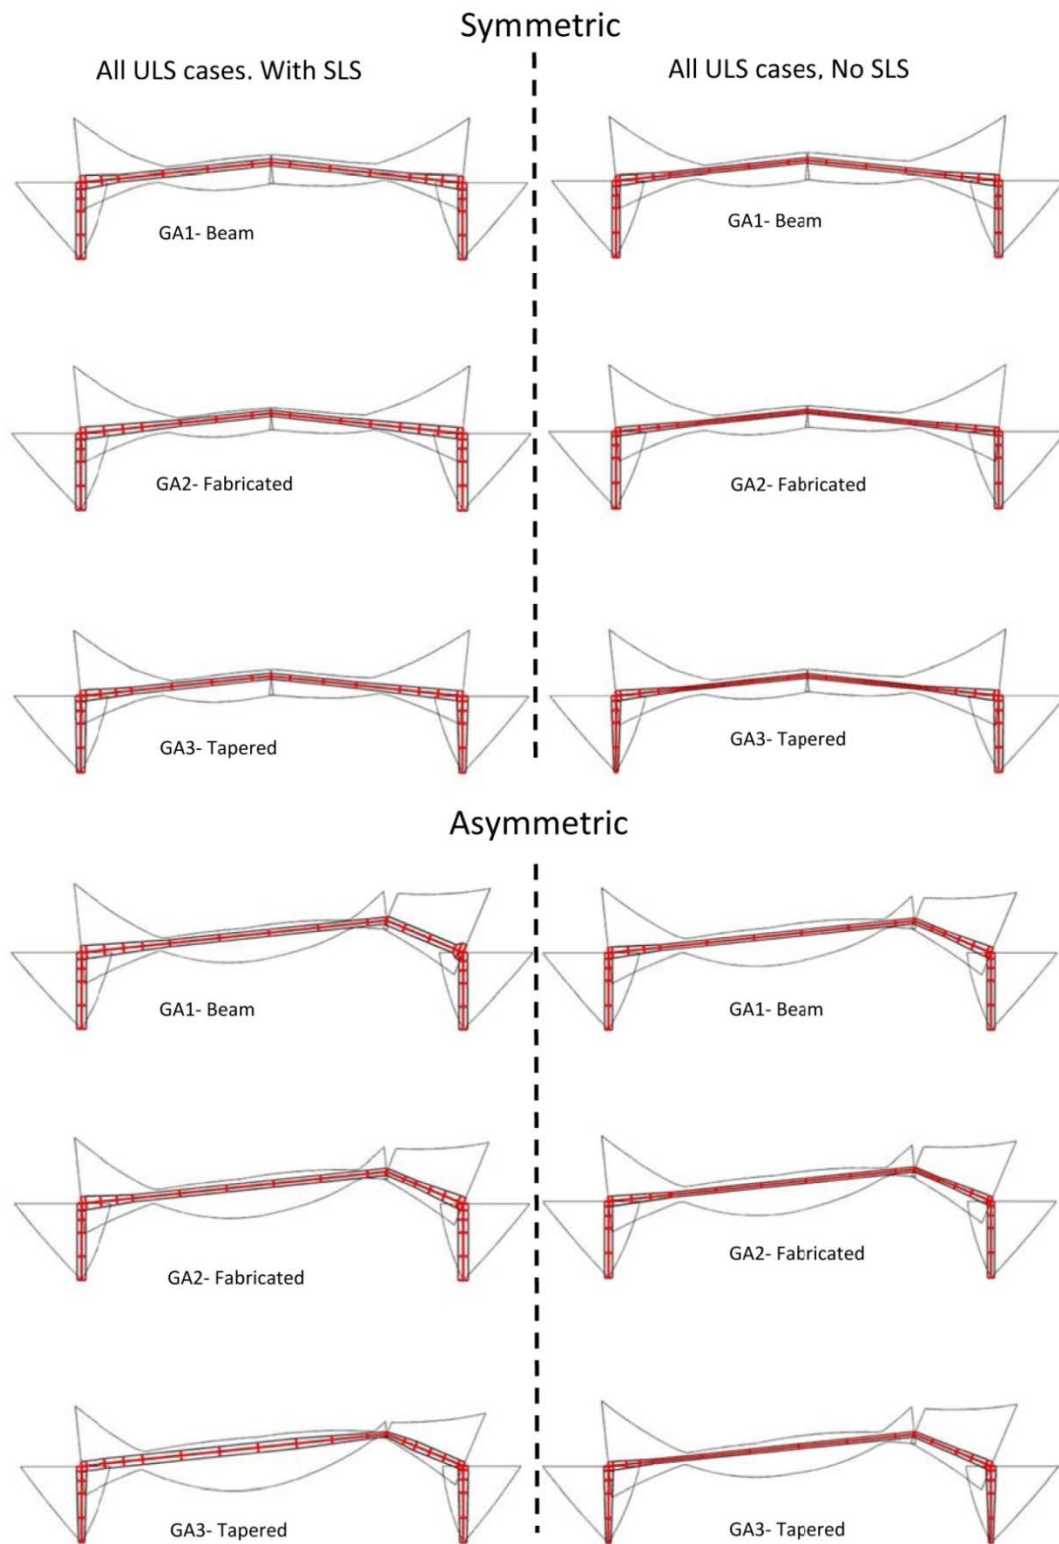 Symmetric
All ULS cases. With SLS
All ULS cases, No SLS
GA1- Beam
GA1- Beam
GA2- Fabricated
GA2- Fabricated
GA3- Tapered
GA3- Tapered
Asymmetric
GA1- Beam
GA1- Beam
GA2- Fabricated
GA2- Fabricated
GA3- Tapered
GA3- Tapered